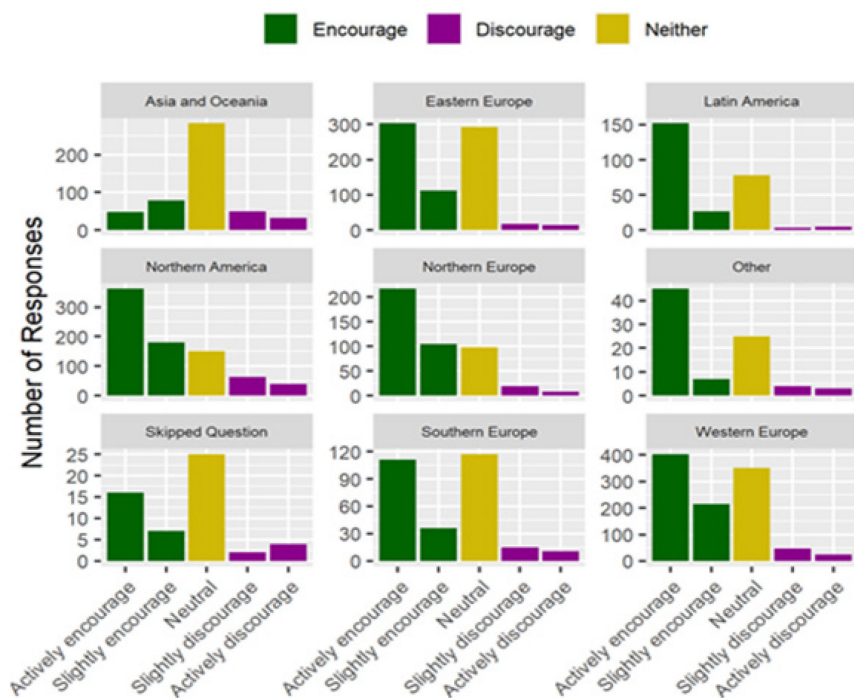 Encourage Discourage Neither
Number of Responses
Asia and Oceania Eastern Europe Latin America
200 300 150
100 200 100
0 100 50
0 0
Northern America Northern Europe Other
300 200 40
200 150 30
100 100 20
0 50 10
0 0
Skipped Question Southern Europe Western Europe
25 120 400
20 90 300
15 60 200
10 30 100
5 0 0
0
Actively encourage Slightly encourage Neutral Slightly discourage Actively discourage
Actively encourage Slightly encourage Neutral Slightly discourage Actively discourage
Actively encourage Slightly encourage Neutral Slightly discourage Actively discourage